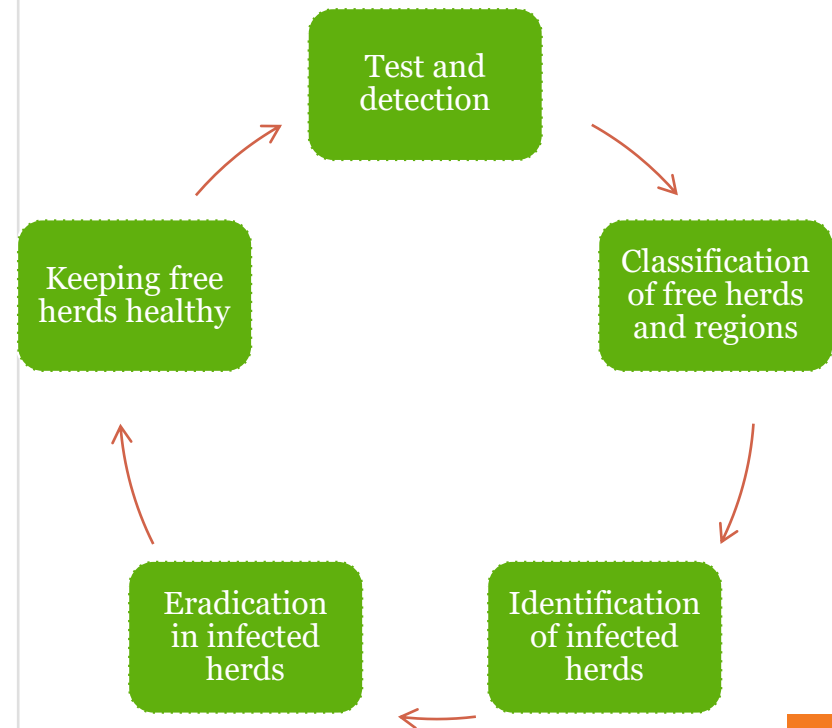 Test and
detection
Classification
of free herds
and regions
Identification
of infected
herds
Eradication
in infected
herds
Keeping free
herds healthy